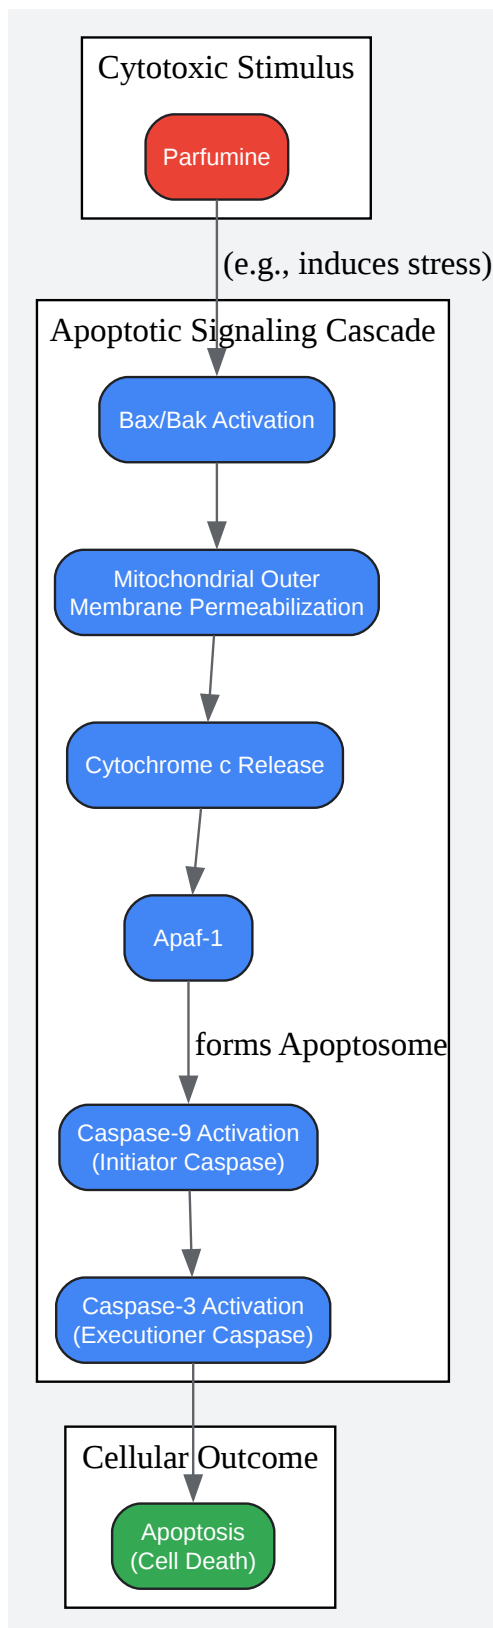 Cytotoxic Stimulus
Parfumine
(e.g., induces stress)
Apoptotic Signaling Cascade
Bax/Bak Activation
Mitochondrial Outer
Membrane Permeabilization
Cytochrome c Release
Apaf-1
forms Apoptosome
Caspase-9 Activation
(Initiator Caspase)
Caspase-3 Activation
(Executioner Caspase)
Cellular Outcome
Apoptosis
(Cell Death)